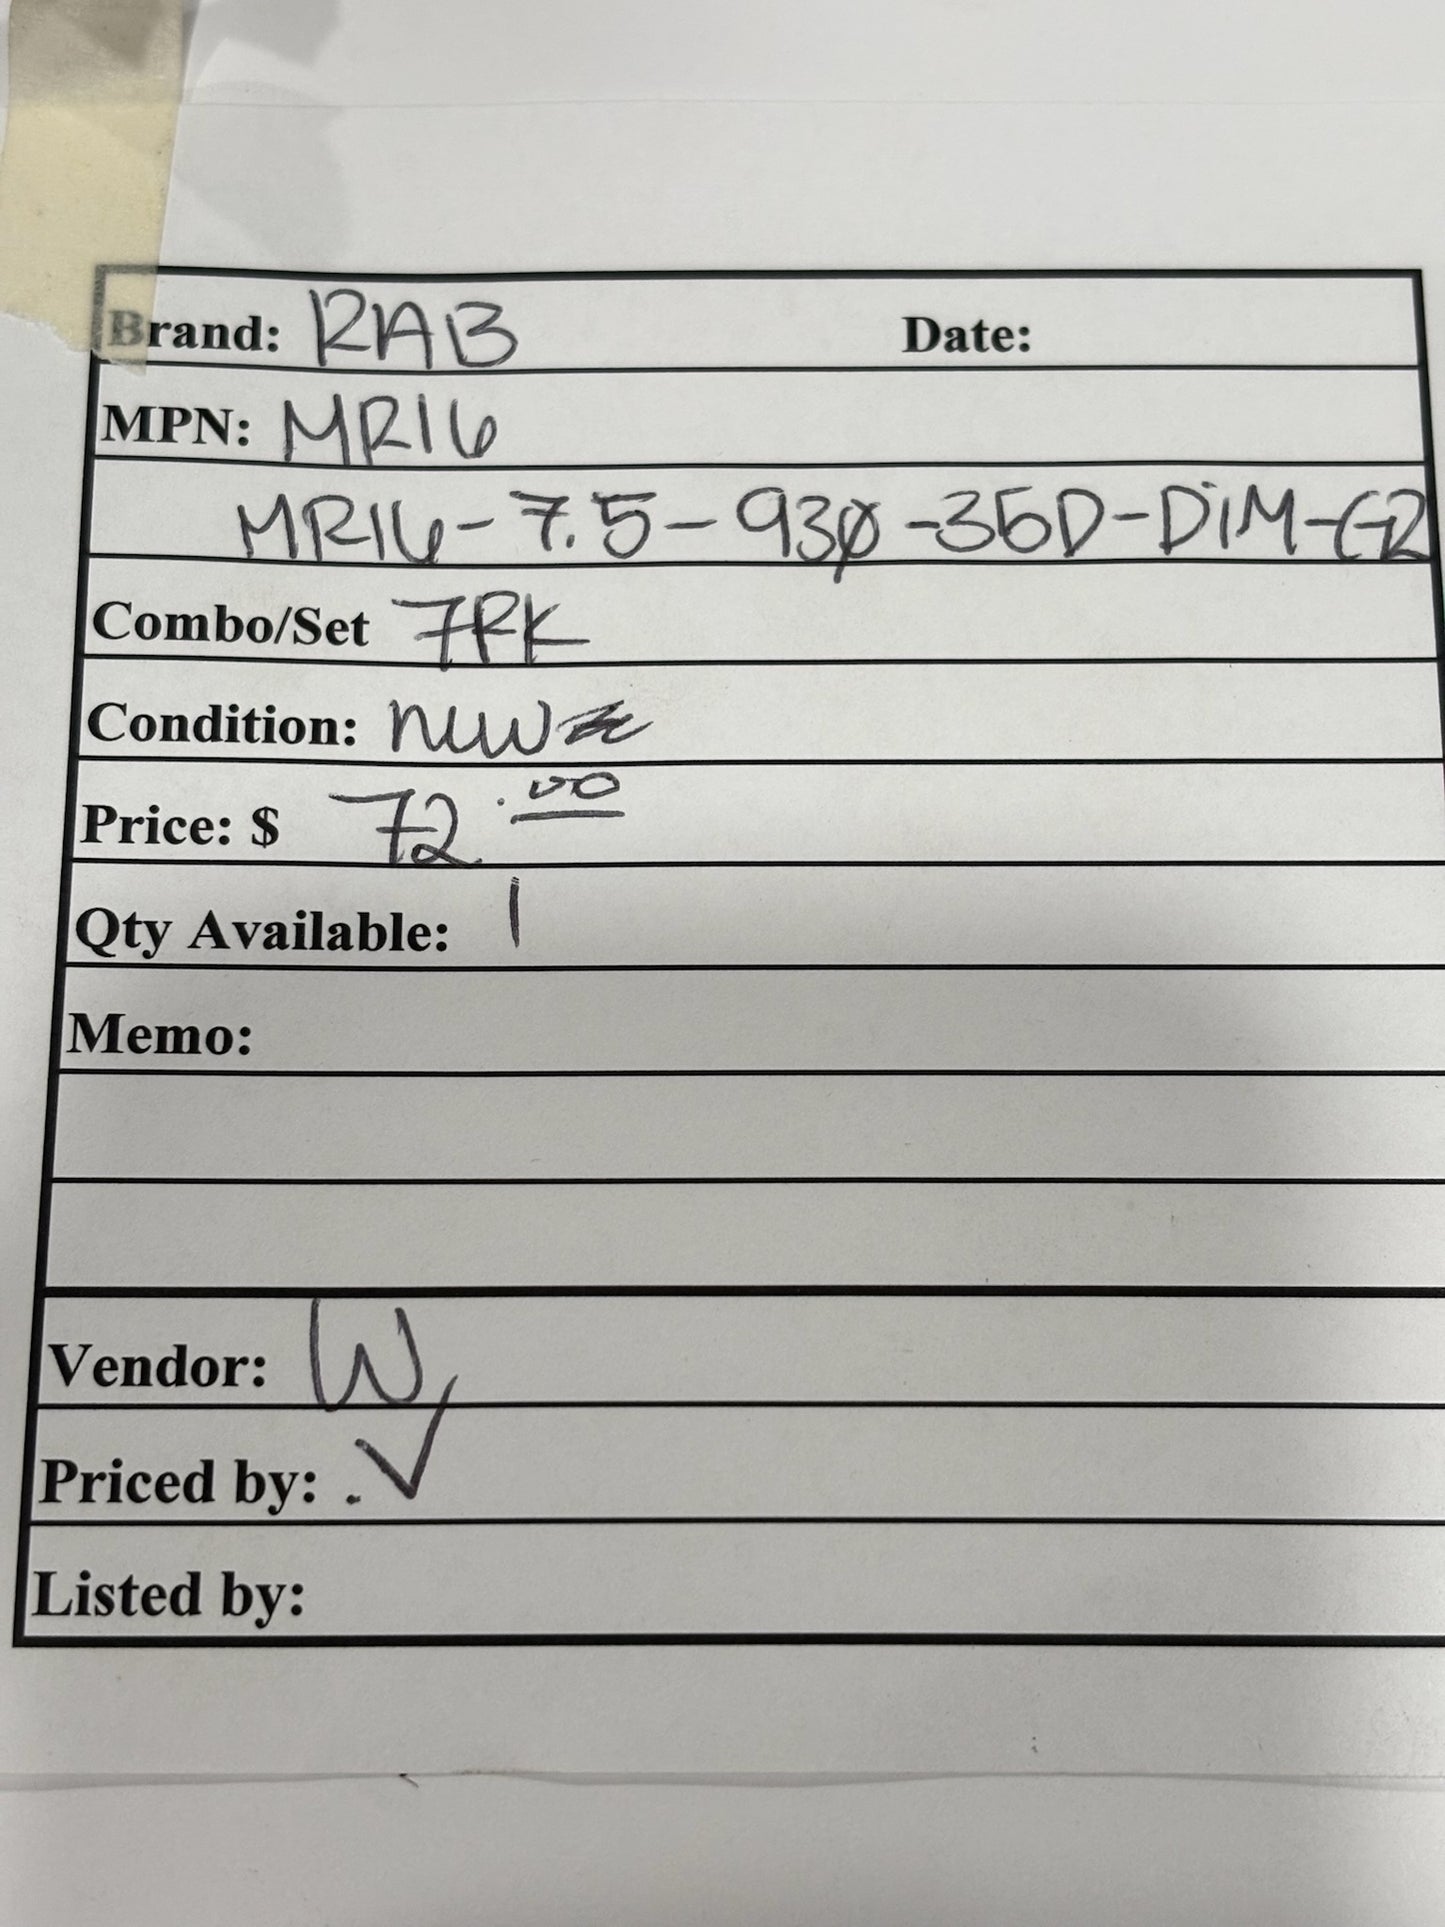 Brand: RAB Date:
MPN: MR16
MR16-7.5-930-35D-DIM-G2
Combo/Set 7PK
Condition: new
Price: $ 72.00
Qty Available: 1
Memo:
Vendor: W
Priced by: . ✓
Listed by: